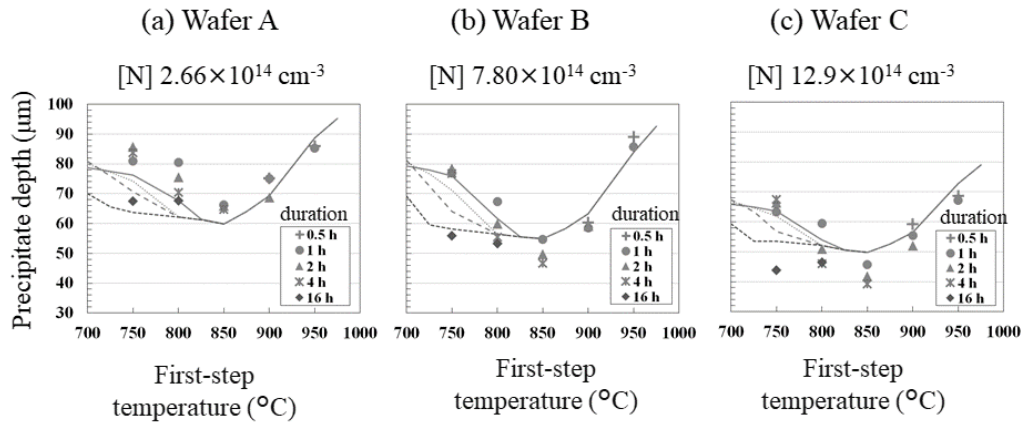 (a) Wafer A
(b) Wafer B
(c) Wafer C
[N] 2.66×10¹⁴ cm⁻³
[N] 7.80×10¹⁴ cm⁻³
[N] 12.9×10¹⁴ cm⁻³
Precipitate depth (μm)
100
90
80
70
60
50
40
30
duration
0.5 h
1 h
2 h
4 h
16 h
700 750 800 850 900 950 1000
duration
0.5 h
1 h
2 h
4 h
16 h
700 750 800 850 900 950 1000
duration
0.5 h
1 h
2 h
4 h
16 h
700 750 800 850 900 950 1000
First-step
temperature (°C)
First-step
temperature (°C)
First-step
temperature (°C)